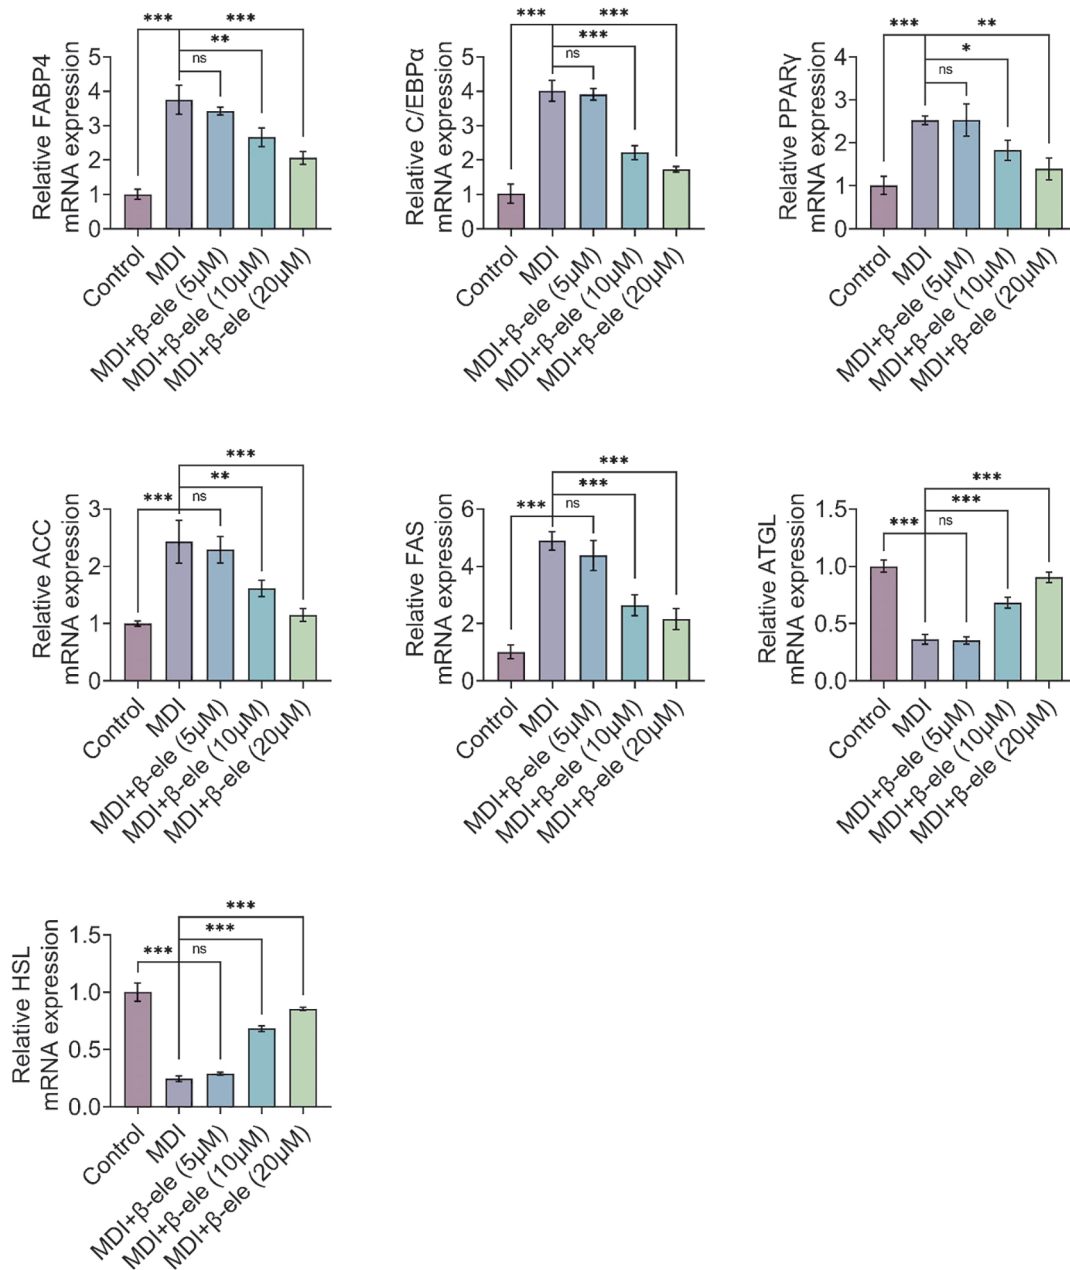 *** ***
**
ns
Relative FABP4
mRNA expression
5
4
3
2
1
0
Control
MDI
MDI+β-ele (5μM)
MDI+β-ele (10μM)
MDI+β-ele (20μM)
*** ***
***
ns
Relative C/EBPα
mRNA expression
5
4
3
2
1
0
Control
MDI
MDI+β-ele (5μM)
MDI+β-ele (10μM)
MDI+β-ele (20μM)
*** **
*
ns
Relative PPARγ
mRNA expression
4
3
2
1
0
Control
MDI
MDI+β-ele (5μM)
MDI+β-ele (10μM)
MDI+β-ele (20μM)
***
**
*** ns
Relative ACC
mRNA expression
3
2
1
0
Control
MDI
MDI+β-ele (5μM)
MDI+β-ele (10μM)
MDI+β-ele (20μM)
***
***
*** ns
Relative FAS
mRNA expression
6
4
2
0
Control
MDI
MDI+β-ele (5μM)
MDI+β-ele (10μM)
MDI+β-ele (20μM)
***
***
*** ns
Relative ATGL
mRNA expression
1.5
1.0
0.5
0.0
Control
MDI
MDI+β-ele (5μM)
MDI+β-ele (10μM)
MDI+β-ele (20μM)
***
***
*** ns
Relative HSL
mRNA expression
1.5
1.0
0.5
0.0
Control
MDI
MDI+β-ele (5μM)
MDI+β-ele (10μM)
MDI+β-ele (20μM)